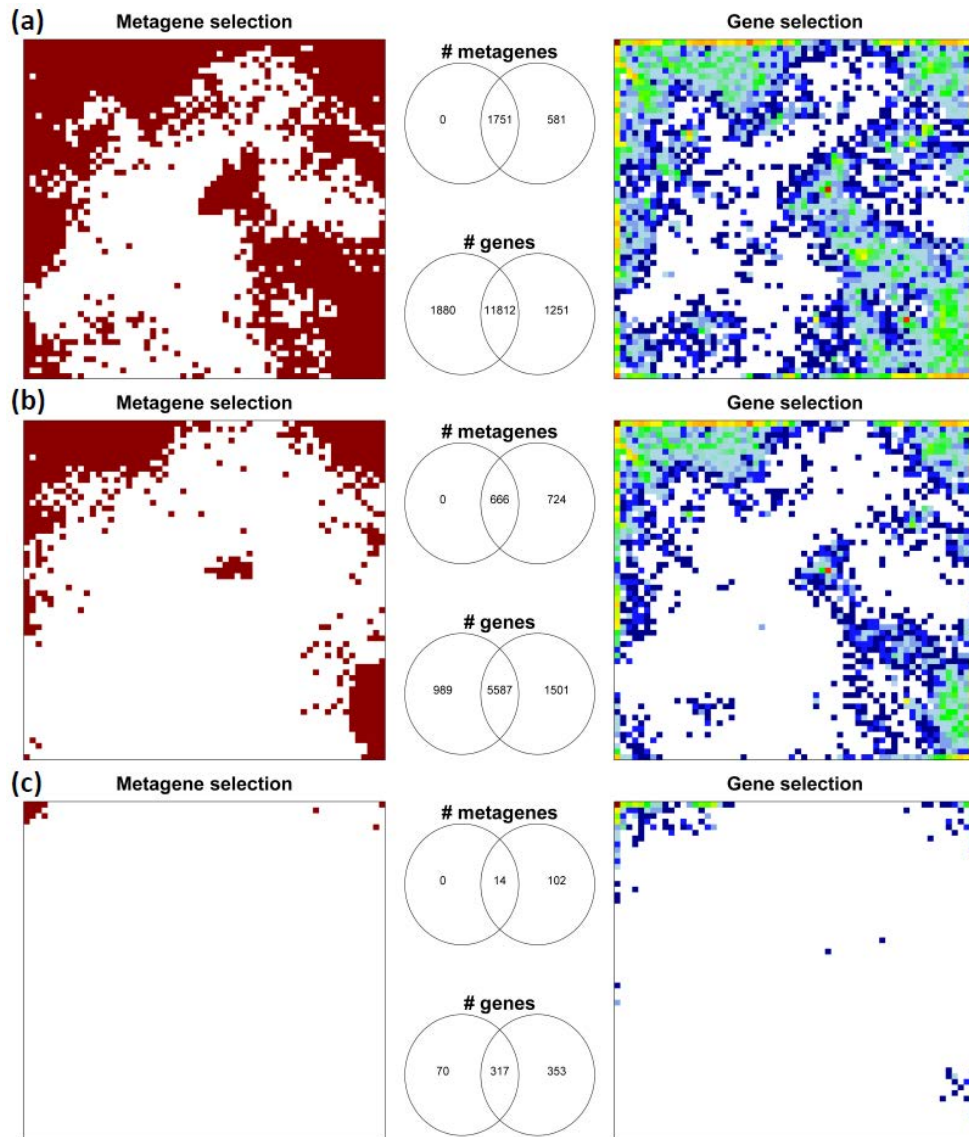 (a)
Metagene selection
# metagenes
0 1751 581
# genes
1880 11812 1251
Gene selection
(b)
Metagene selection
# metagenes
0 666 724
# genes
989 5587 1501
Gene selection
(c)
Metagene selection
# metagenes
0 14 102
# genes
70 317 353
Gene selection